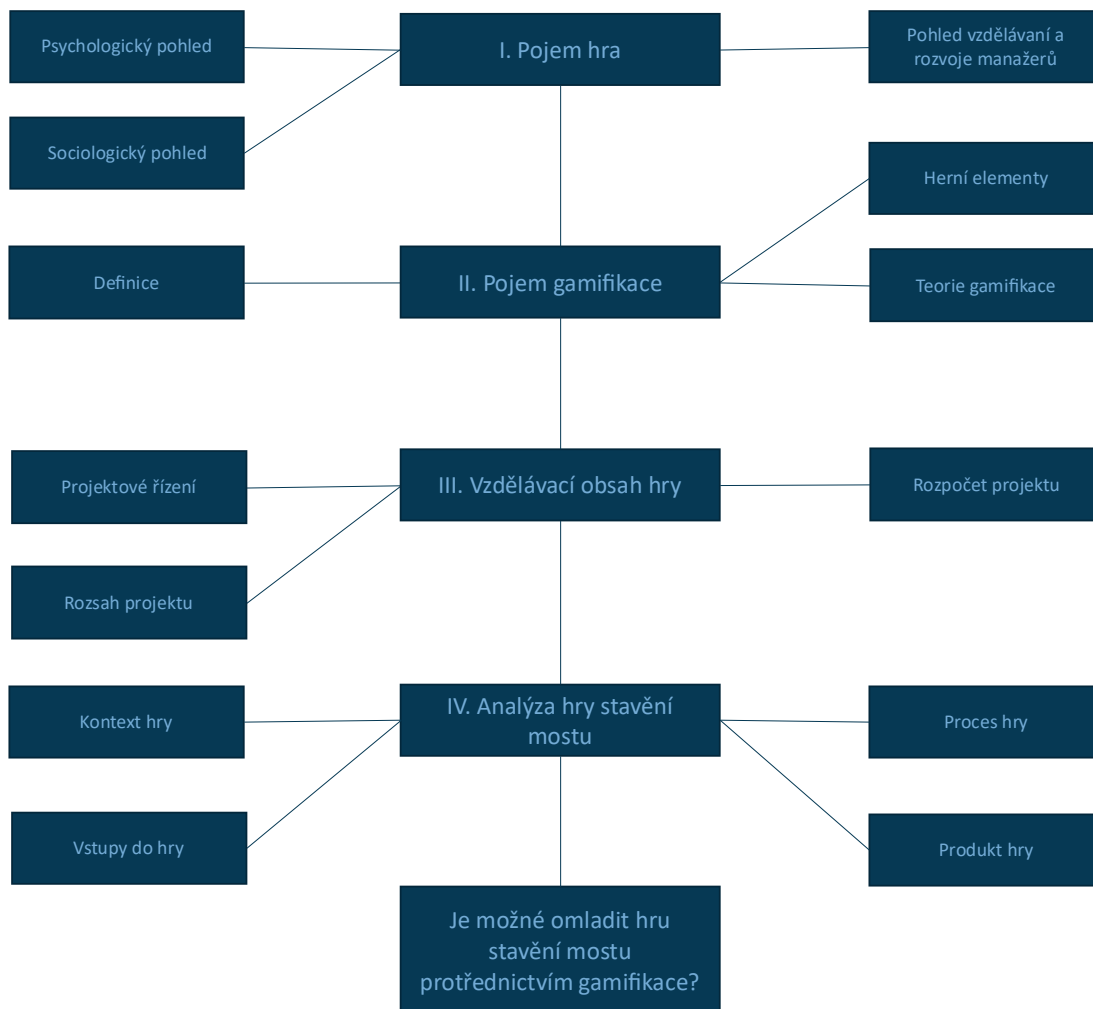 Psychologický pohled
I. Pojem hra
Pohled vzdělávaní a
rozvoje manažerů
Sociologický pohled
Herní elementy
Definice
II. Pojem gamifikace
Teorie gamifikace
Projektové řízení
III. Vzdělávací obsah hry
Rozpočet projektu
Rozsah projektu
Kontext hry
IV. Analýza hry stavění
mostu
Proces hry
Vstupy do hry
Produkt hry
Je možné omladit hru
stavění mostu
protřednictvím gamifikace?